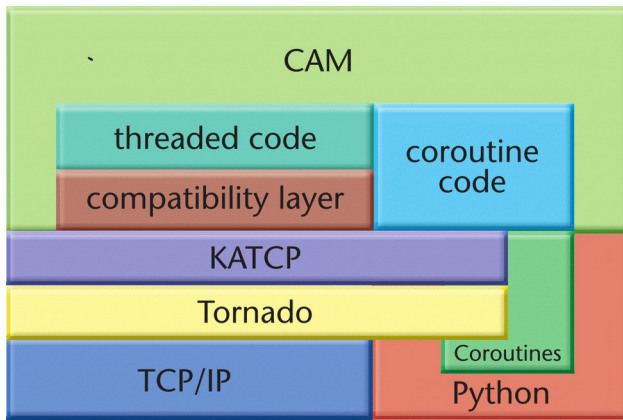 CAM
threaded code
coroutine
code
compatibility layer
KATCP
Tornado
Coroutines
TCP/IP
Python